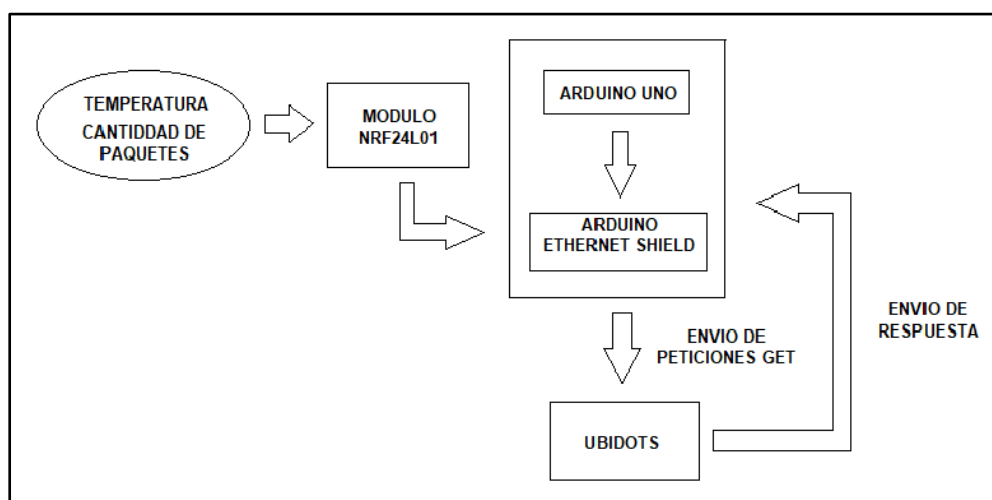 TEMPERATURA
CANTIDDAD DE
PAQUETES
MODULO
NRF24L01
ARDUINO UNO
ARDUINO
ETHERNET SHIELD
ENVIO DE
PETICIONES GET
UBIDOTS
ENVIO DE
RESPUESTA